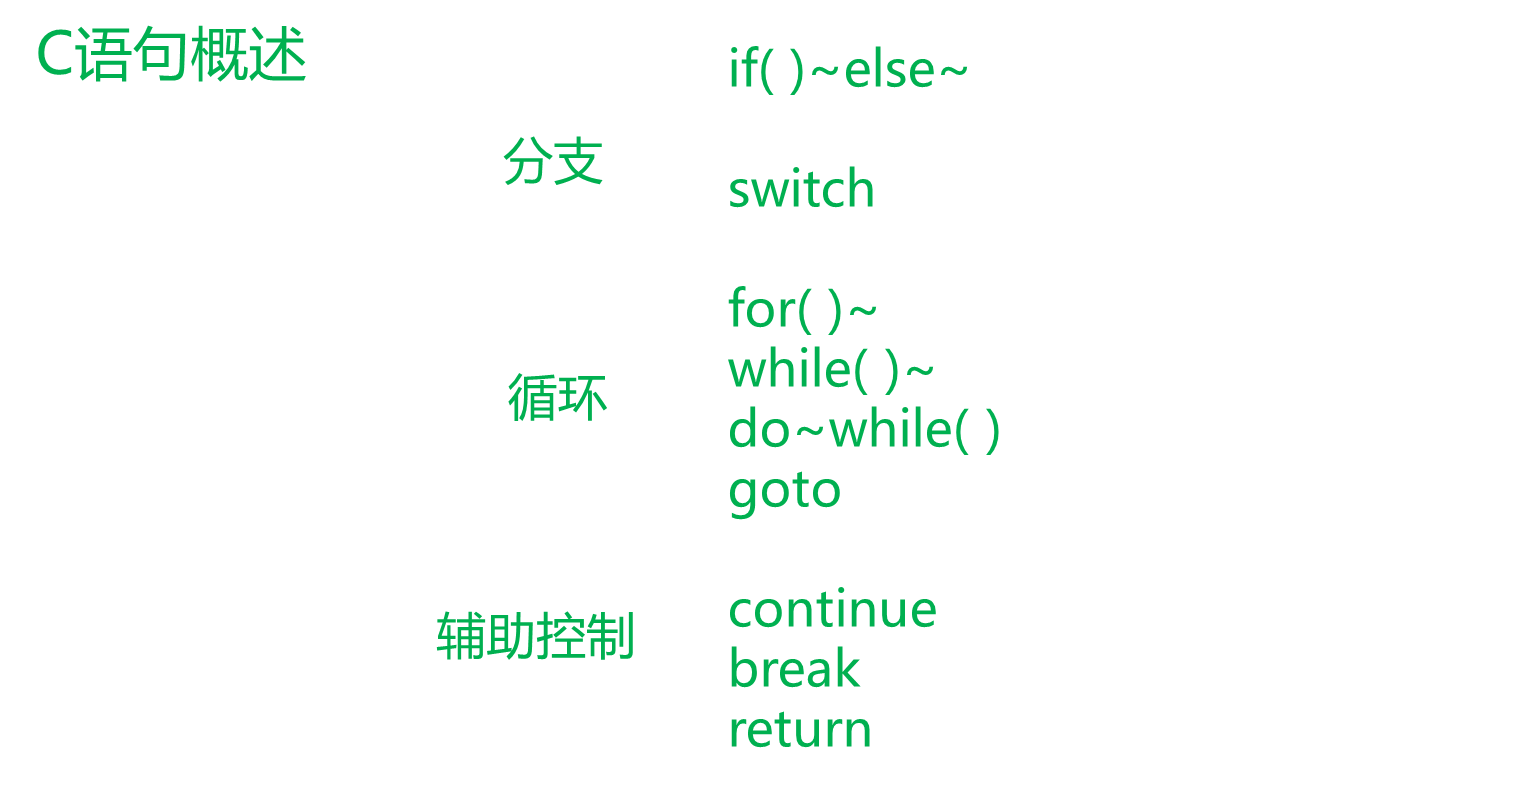 C语句概述
分支
if( )~else~
switch
循环
for( )~
while( )~
do~while( )
goto
辅助控制
continue
break
return